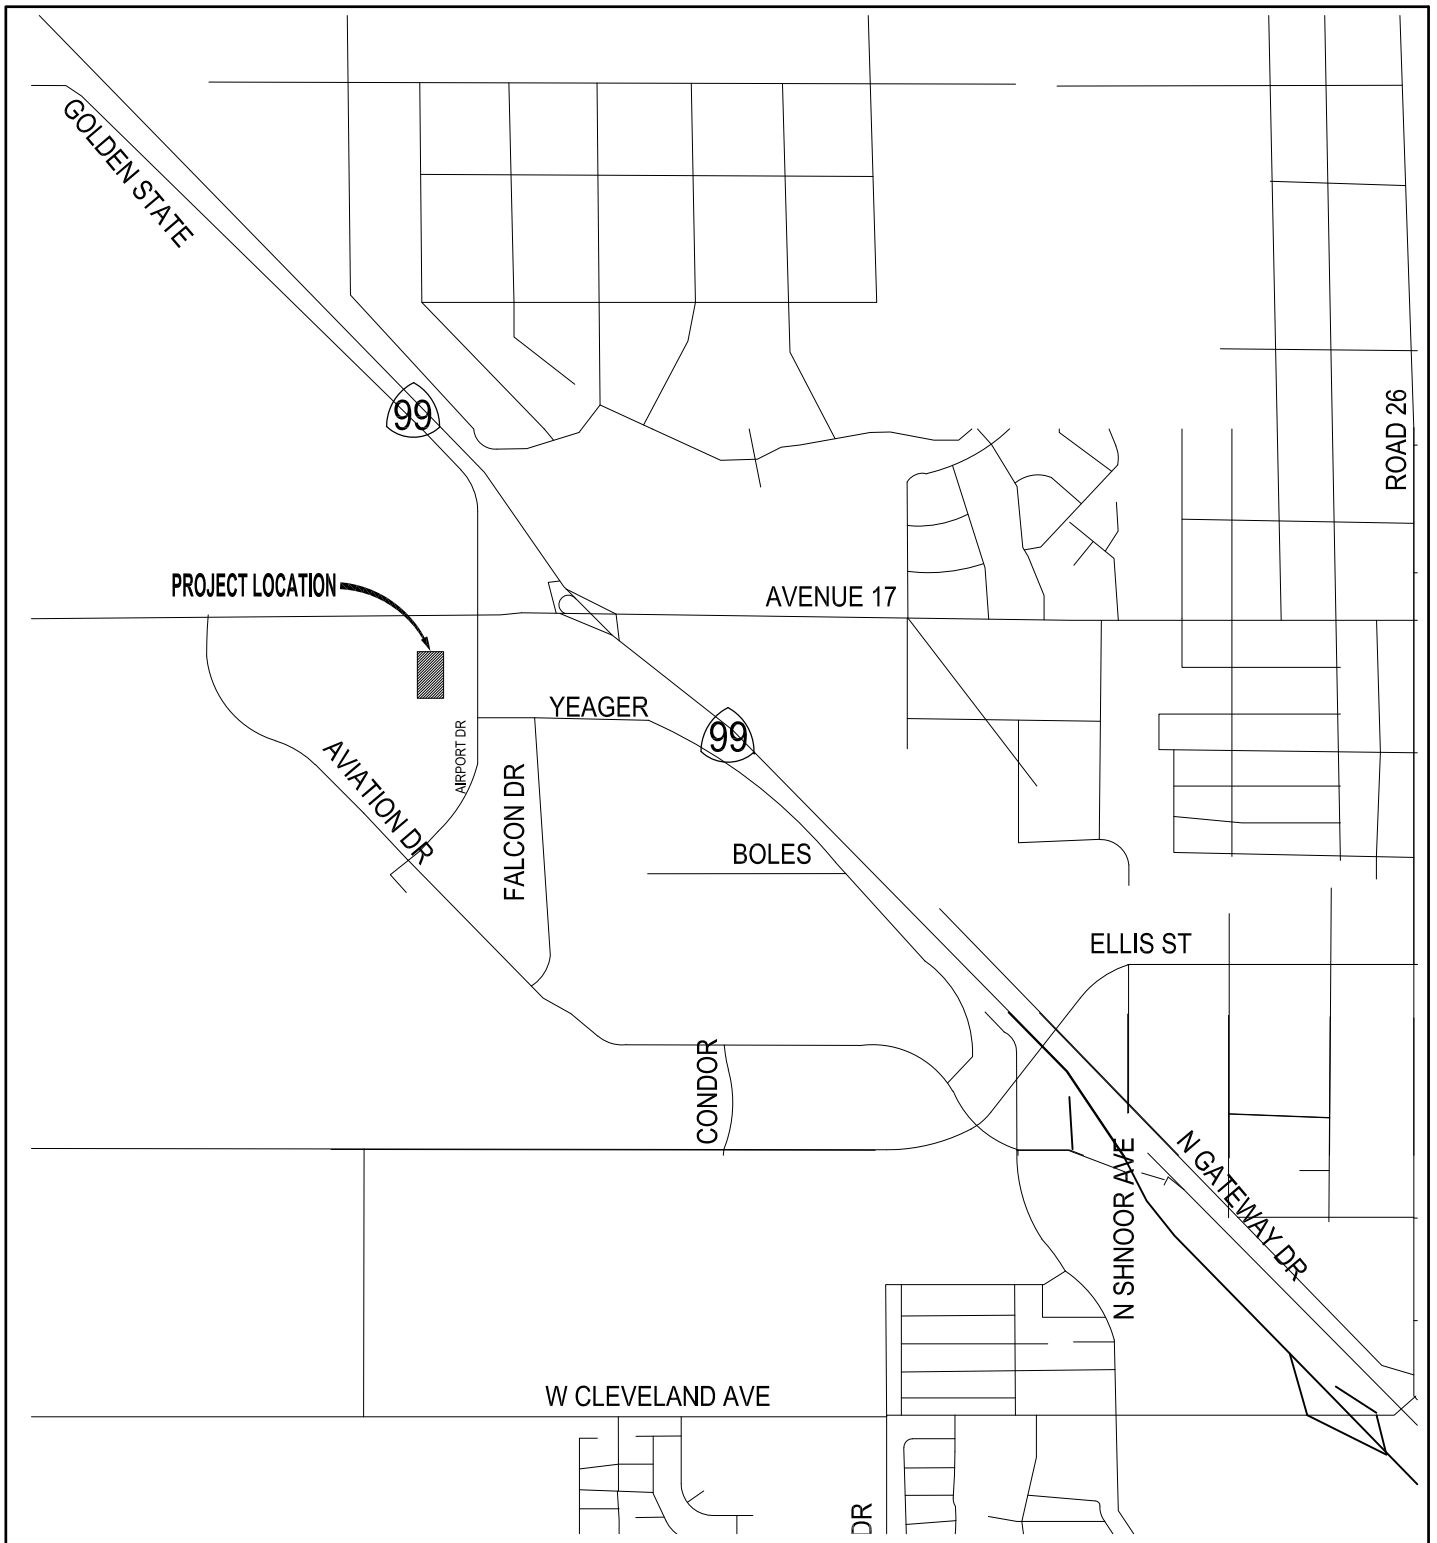 GOLDEN STATE
99
ROAD 26
PROJECT LOCATION
AVENUE 17
YEAGER
99
AIRPORT DR
AVIATION DR
FALCON DR
BOLES
ELLIS ST
CONDOR
N SHNOOR AVE
N GATEWAY DR
W CLEVELAND AVE
DR